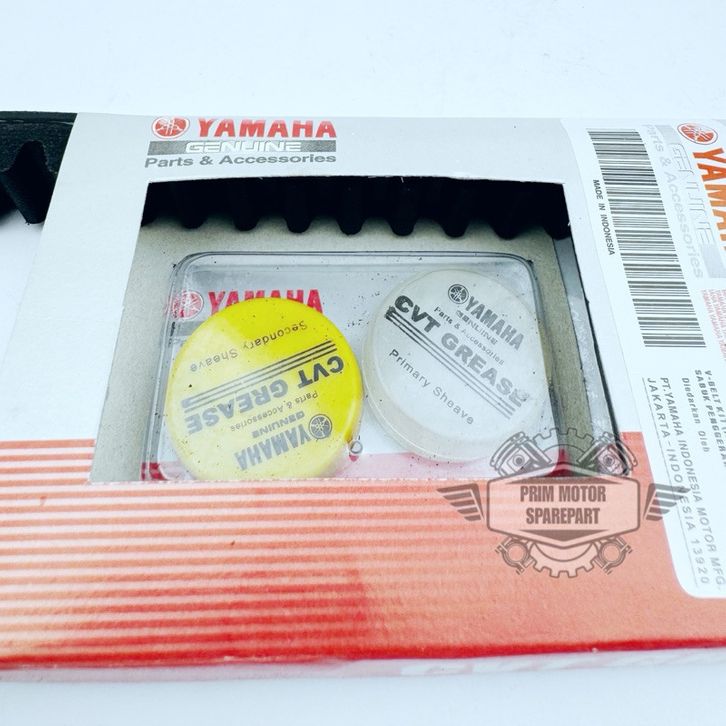 YAMAHA
GENUINE
Parts & Accessories
YAMAHA
GENUINE
Parts & Accessories
MADE IN INDONESIA
YAMAHA
Secondary Sheave
CVT GREASE
Parts & Accessories
GENUINE
YAMAHA
YAMAHA
GENUINE
Parts & Accessories
CVT GREASE
Primary Sheave
SABUK PENGGERAK
Diedarkan Oleh
PT.YAMAHA INDONESIA MOTOR MFG.
JAKARTA-INDONESIA 13920
PRIM MOTOR
SPAREPART